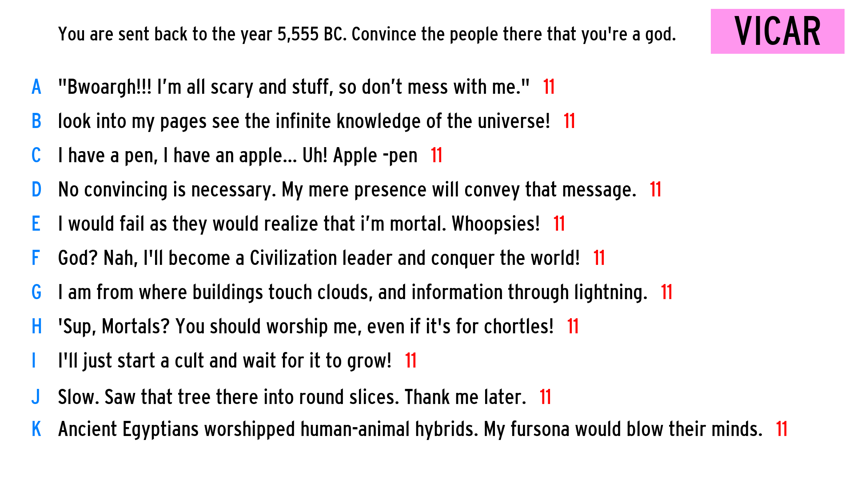 You are sent back to the year 5,555 BC. Convince the people there that you're a god.
VICAR
A "Bwoargh!!! I'm all scary and stuff, so don't mess with me." 11
B look into my pages see the infinite knowledge of the universe! 11
C I have a pen, I have an apple... Uh! Apple -pen 11
D No convincing is necessary. My mere presence will convey that message. 11
E I would fail as they would realize that i'm mortal. Whoopsies! 11
F God? Nah, I'll become a Civilization leader and conquer the world! 11
G I am from where buildings touch clouds, and information through lightning. 11
H 'Sup, Mortals? You should worship me, even if it's for chortles! 11
I I'll just start a cult and wait for it to grow! 11
J Slow. Saw that tree there into round slices. Thank me later. 11
K Ancient Egyptians worshipped human-animal hybrids. My fursona would blow their minds. 11